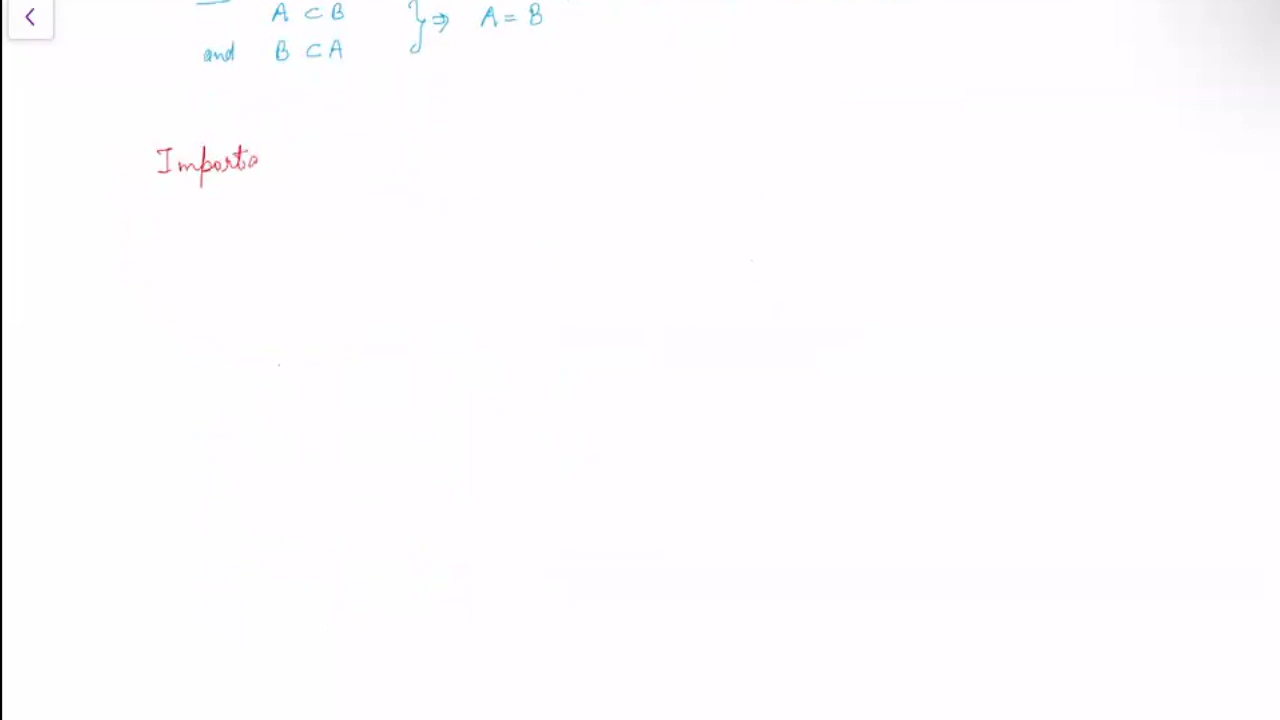 A ⊂ B } ⇒ A = B
and B ⊂ A
Importa